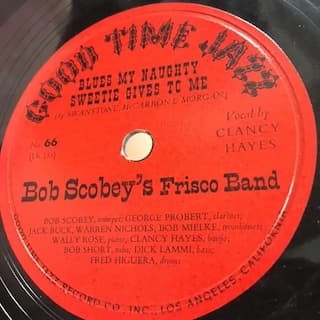 GOOD TIME JAZZ
BLUES MY NAUGHTY
SWEETIE GIVES TO ME
(SWANSTONE, McCARRON & MORGAN)
No. 66
Vocal by
CLANCY
HAYES
Bob Scobey's Frisco Band
BOB SCOBEY, trumpet; GEORGE PROBERT, clarinet;
JACK BUCK, WARREN NICHOLS, BOB MIELKE, trombones;
WALLY ROSE, piano; CLANCY HAYES, banjo;
BOB SHORT, tuba; DICK LAMMI, bass;
FRED HIGUERA, drums
GOOD TIME JAZZ RECORD CO., INC., LOS ANGELES, CALIFORNIA